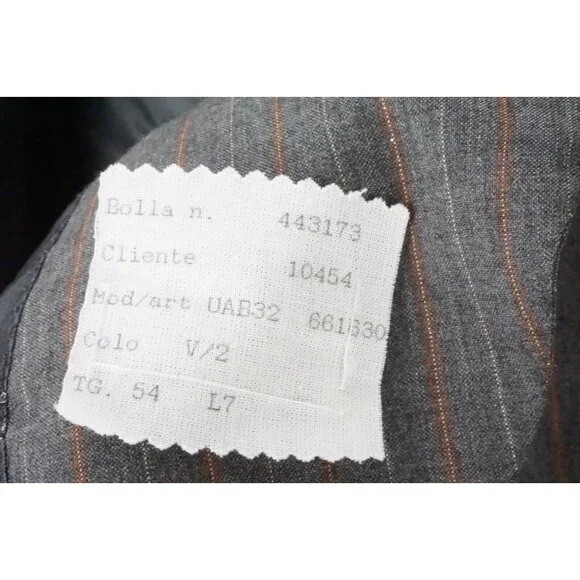 Bolla n. 443173
Cliente 10454
Mod/art UAB32 661630
Colo V/2
TG. 54 L7